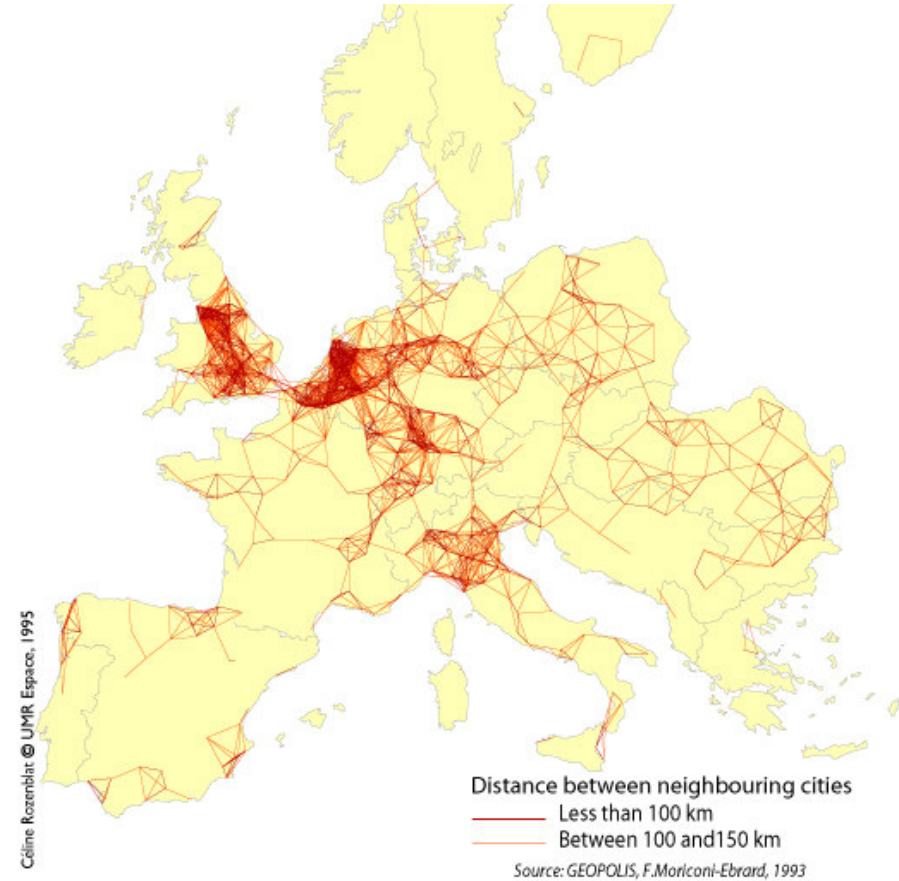 Céline Rozenblat © UMR Espace, 1995
Distance between neighbouring cities
Less than 100 km
Between 100 and150 km
Source: GEOPOLIS, F.Moriconi-Ebrard, 1993